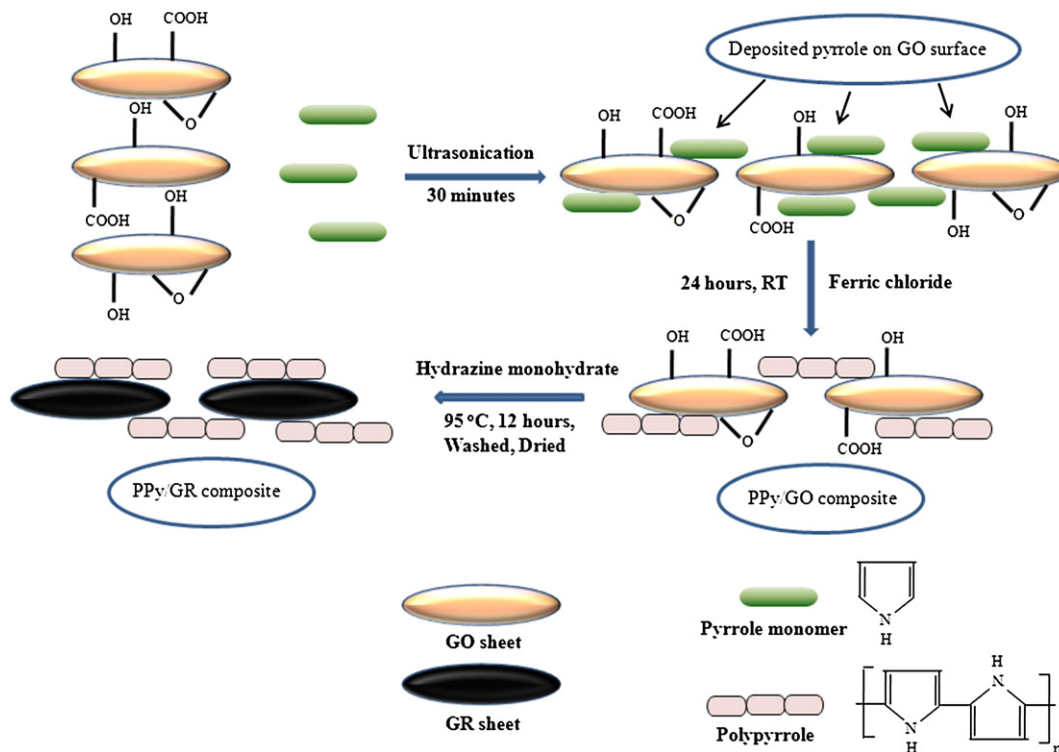 OH
COOH
O
OH
COOH
OH
O
OH
Ultrasonication
30 minutes
Deposited pyrrole on GO surface
OH
COOH
O
OH
COOH
OH
OH
O
24 hours, RT
Ferric chloride
OH
COOH
O
OH
COOH
PPy/GO composite
Hydrazine monohydrate
95 °C, 12 hours,
Washed, Dried
PPy/GR composite
GO sheet
GR sheet
Pyrrole monomer
N
H
Polypyrrole
H
N
N
H
n